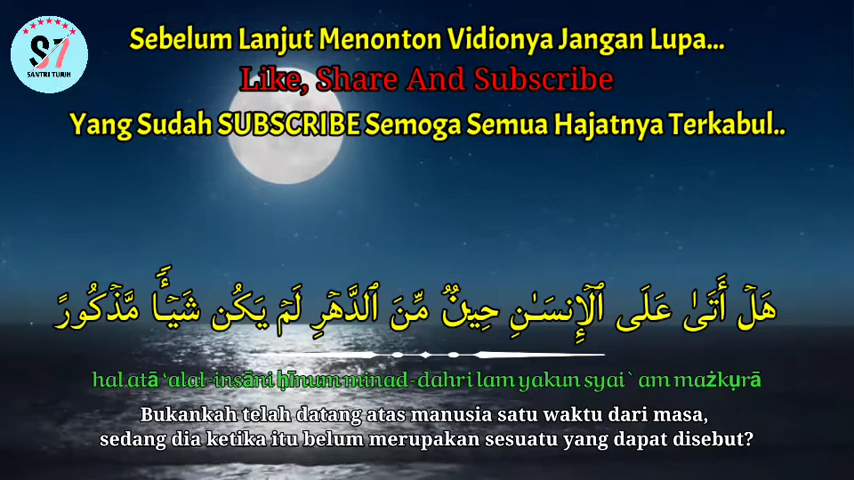 S7
SANTRI TUJUH
Sebelum Lanjut Menonton Vidionya Jangan Lupa...
Like, Share And Subscribe
Yang Sudah SUBSCRIBE Semoga Semua Hajatnya Terkabul..
هَلۡ أَتَىٰ عَلَى ٱلۡإِنسَـٰنِ حِینࣱ مِّنَ ٱلدَّهۡرِ لَمۡ یَكُن شَیۡـࣰٔا مَّذۡكُورً
hal atā 'alal-insāni ḥīnum minad-dahri lam yakun syai`am mażkụrā
Bukankah telah datang atas manusia satu waktu dari masa,
sedang dia ketika itu belum merupakan sesuatu yang dapat disebut?